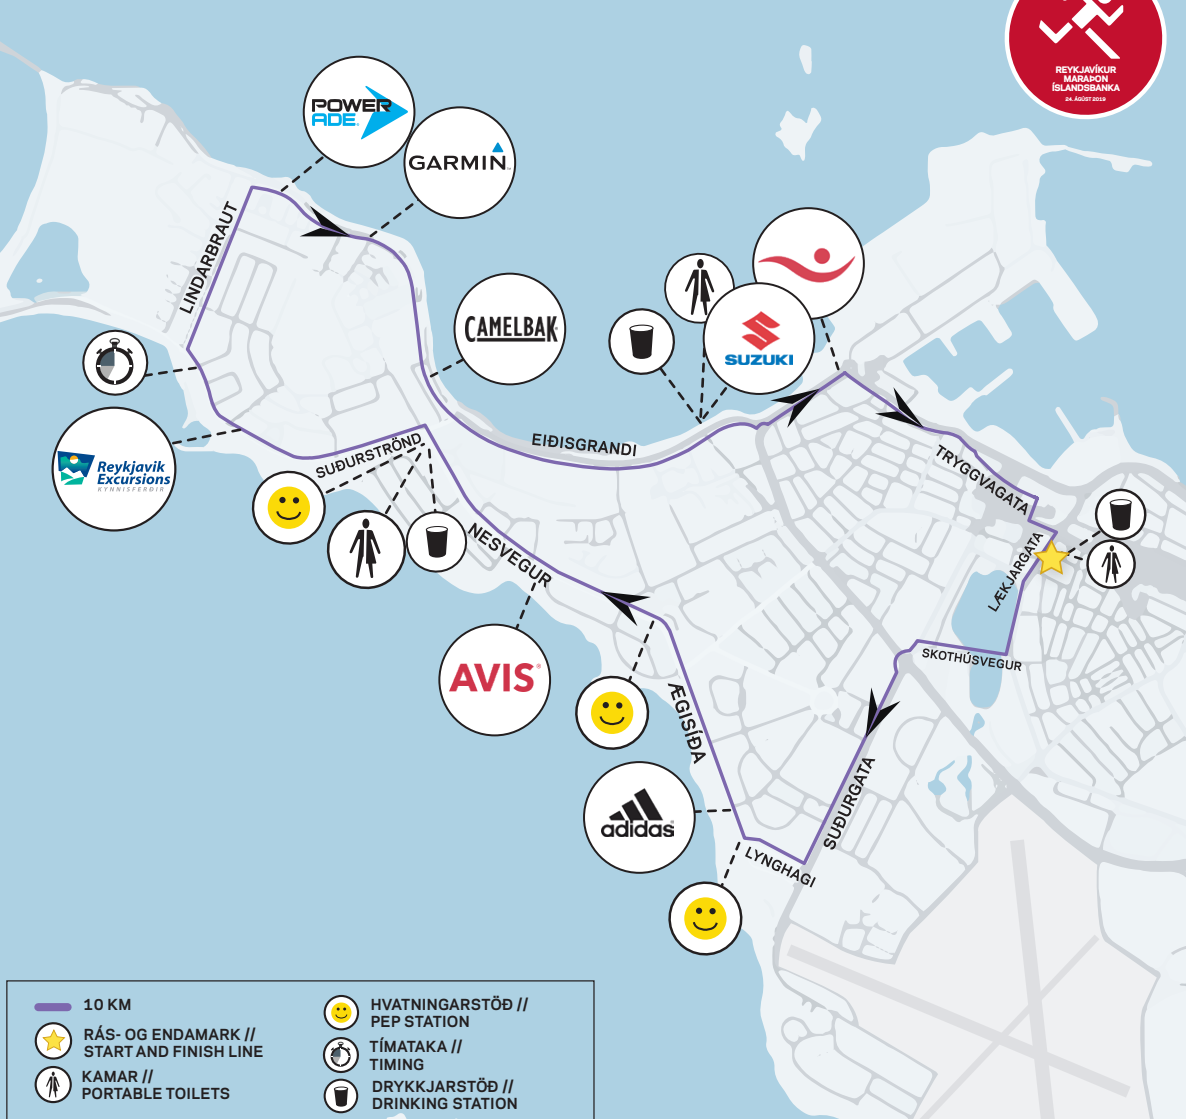 REYKJAVÍKUR
MARAÞON
ÍSLANDSBANKA
24. ÁGÚST 2019
POWER
ADE
GARMIN
LINDARBRAUT
CAMELBAK
SUZUKI
EIÐISGRANDI
SUÐURSTRÖND
Reykjavik
Excursions
KYNNISFERÐIR
TRYGGVAGATA
NESVEGUR
LÆKJARGATA
SKOTHÚSVEGUR
AVIS
ÆGISÍÐA
SUÐURGATA
adidas
LYNGHAGI
10 KM
RÁS- OG ENDAMARK //
START AND FINISH LINE
KAMAR //
PORTABLE TOILETS
HVATNINGARSTÖÐ //
PEP STATION
TÍMATAKA //
TIMING
DRYKKJARSTÖÐ //
DRINKING STATION